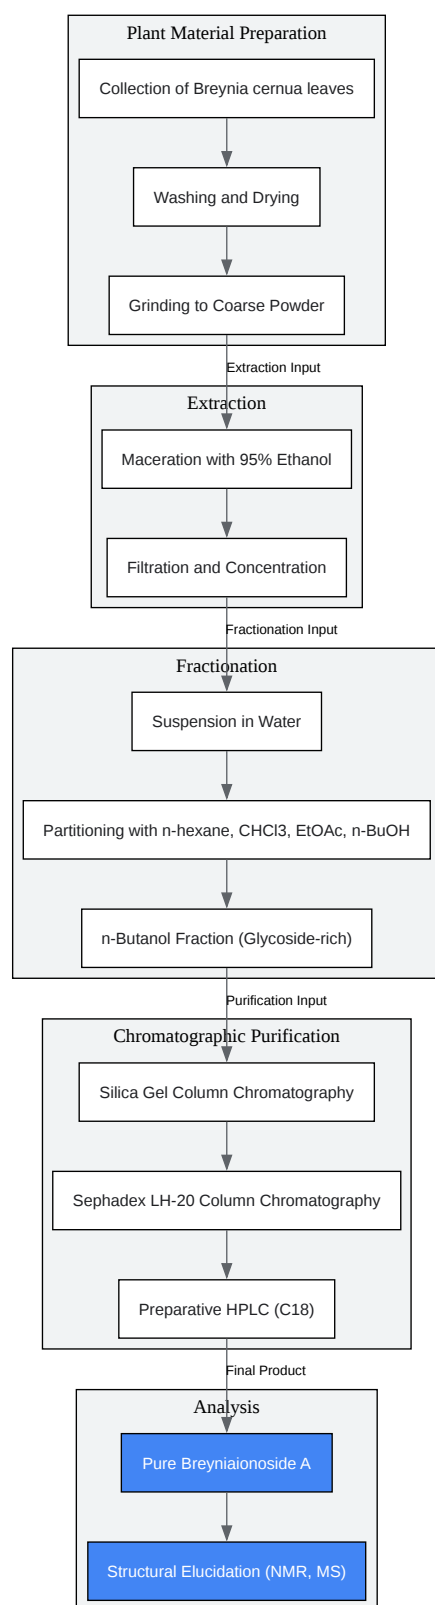 Plant Material Preparation
Collection of Breynia cernua leaves
Washing and Drying
Grinding to Coarse Powder
Extraction Input
Extraction
Maceration with 95% Ethanol
Filtration and Concentration
Fractionation Input
Fractionation
Suspension in Water
Partitioning with n-hexane, CHCl3, EtOAc, n-BuOH
n-Butanol Fraction (Glycoside-rich)
Purification Input
Chromatographic Purification
Silica Gel Column Chromatography
Sephadex LH-20 Column Chromatography
Preparative HPLC (C18)
Final Product
Analysis
Pure Breyniaionoside A
Structural Elucidation (NMR, MS)